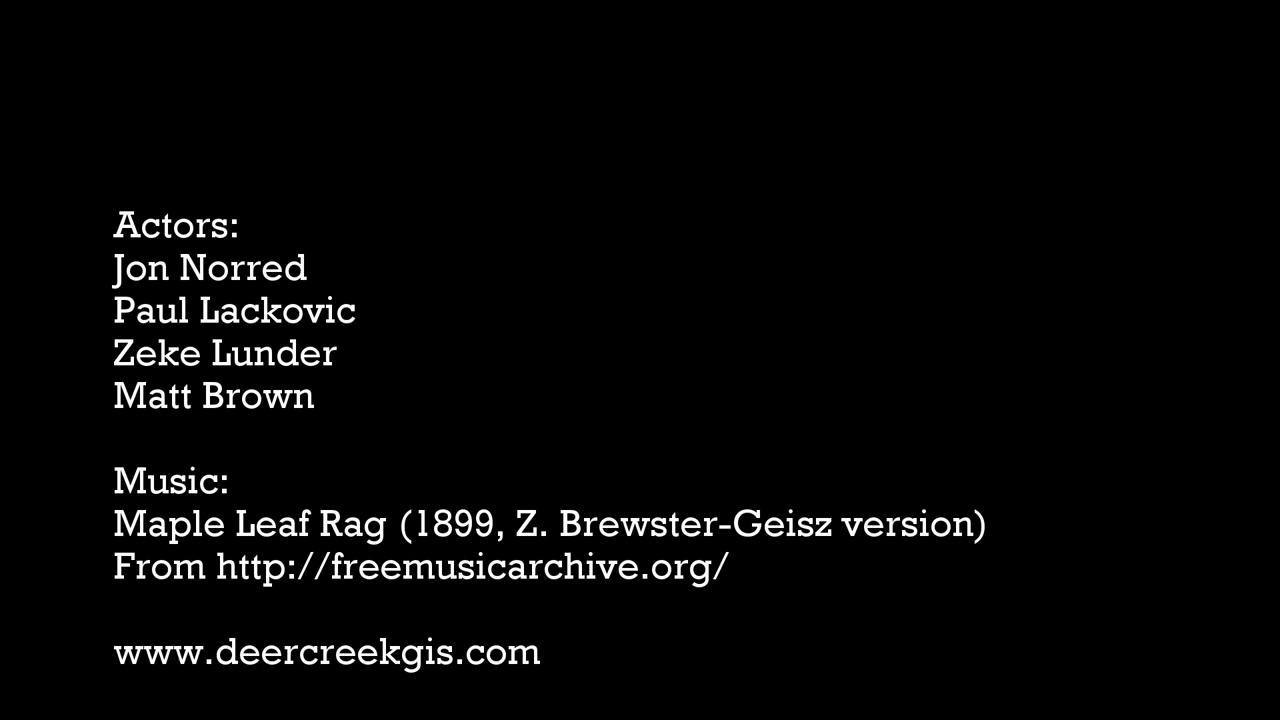 Actors:
Jon Norred
Paul Lackovic
Zeke Lunder
Matt Brown
Music:
Maple Leaf Rag (1899, Z. Brewster-Geisz version)
From http://freemusicarchive.org/
www.deercreekgis.com